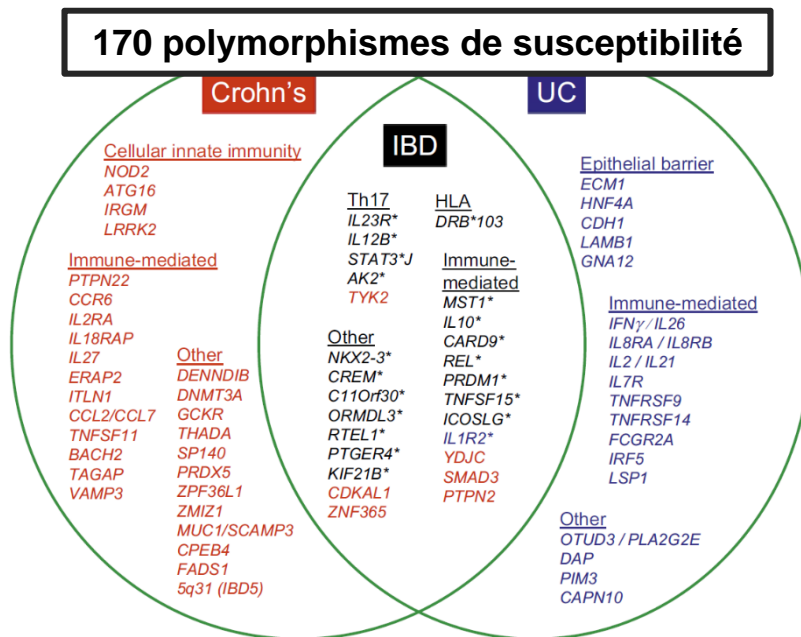 170 polymorphismes de susceptibilité
Crohn's
UC
IBD
Cellular innate immunity
NOD2
ATG16
IRGM
LRRK2
Immune-mediated
PTPN22
CCR6
IL2RA
IL18RAP
IL27
ERAP2
ITLN1
CCL2/CCL7
TNFSF11
BACH2
TAGAP
VAMP3
Other
DENNDIB
DNMT3A
GCKR
THADA
SP140
PRDX5
ZPF36L1
ZMIZ1
MUC1/SCAMP3
CPEB4
FADS1
5q31 (IBD5)
Th17
IL23R*
IL12B*
STAT3*J
AK2*
TYK2
Other
NKX2-3*
CREM*
C11Orf30*
ORMDL3*
RTEL1*
PTGER4*
KIF21B*
CDKAL1
ZNF365
HLA
DRB*103
Immune-
mediated
MST1*
IL10*
CARD9*
REL*
PRDM1*
TNFSF15*
ICOSLG*
IL1R2*
YDJC
SMAD3
PTPN2
Epithelial barrier
ECM1
HNF4A
CDH1
LAMB1
GNA12
Immune-mediated
IFNγ/IL26
IL8RA / IL8RB
IL2 / IL21
IL7R
TNFRSF9
TNFRSF14
FCGR2A
IRF5
LSP1
Other
OTUD3 / PLA2G2E
DAP
PIM3
CAPN10